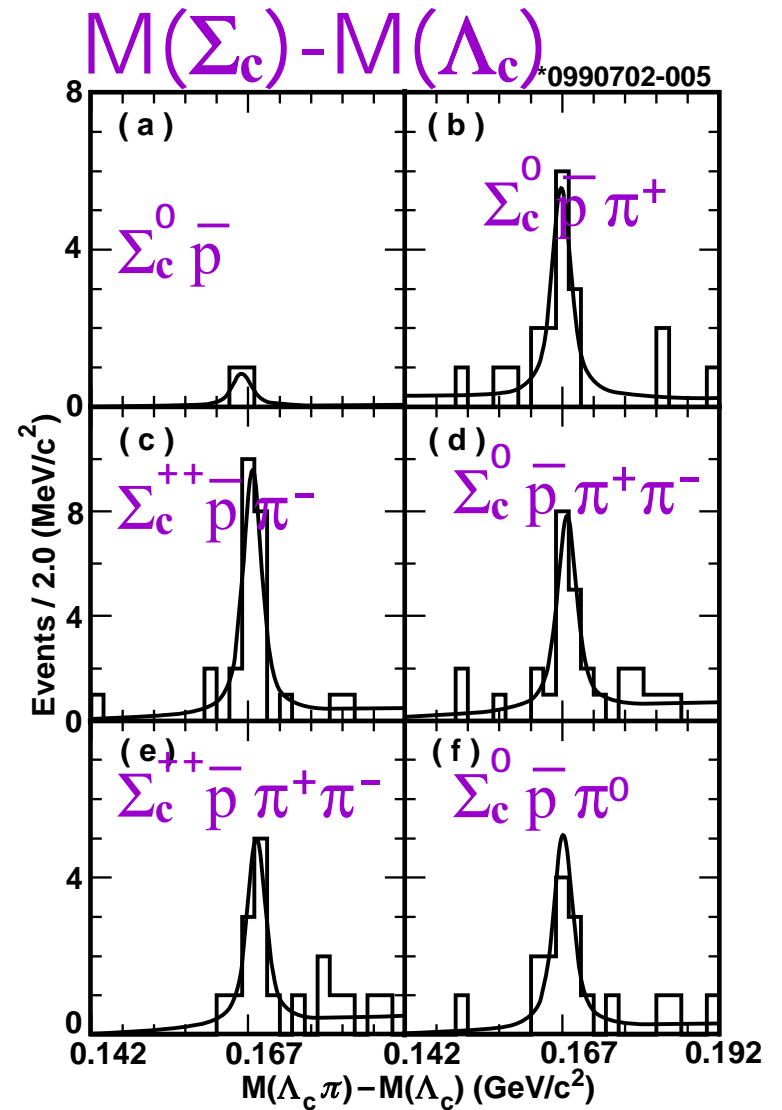 M(Σc)-M(Λc)
*0990702-005
8
(a)
(b)
Σc⁰ p̄
Σc⁰ p̄ π⁺
4
0
(c)
(d)
Σc⁺⁺ p̄ π⁻
Σc⁰ p̄ π⁺π⁻
8
4
0
Events / 2.0 (MeV/c²)
(e)
(f)
Σc⁺⁺ p̄ π⁺π⁻
Σc⁰ p̄ π⁰
4
0
0.142 0.167 0.142 0.167 0.192
M(Λcπ)–M(Λc) (GeV/c²)